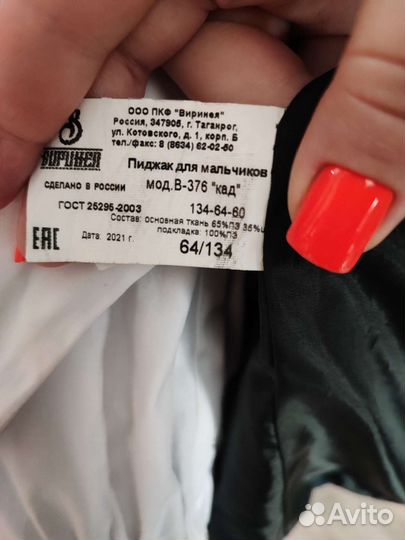 ООО ПКФ "Виринея"
Россия, 347905, г. Таганрог,
ул. Котовского, д. 1, корп. Б
тел./факс: 8 (8634) 62-02-60
ВИРИНЕЯ
Пиджак для мальчиков
СДЕЛАНО В РОССИИ
мод. В-376 "кад"
ГОСТ 25295-2003
134-64-60
Состав: основная ткань 65%ПЭ 35%
подкладка: 100%ПЭ
EAC
Дата: 2021 г.
64/134
Avito